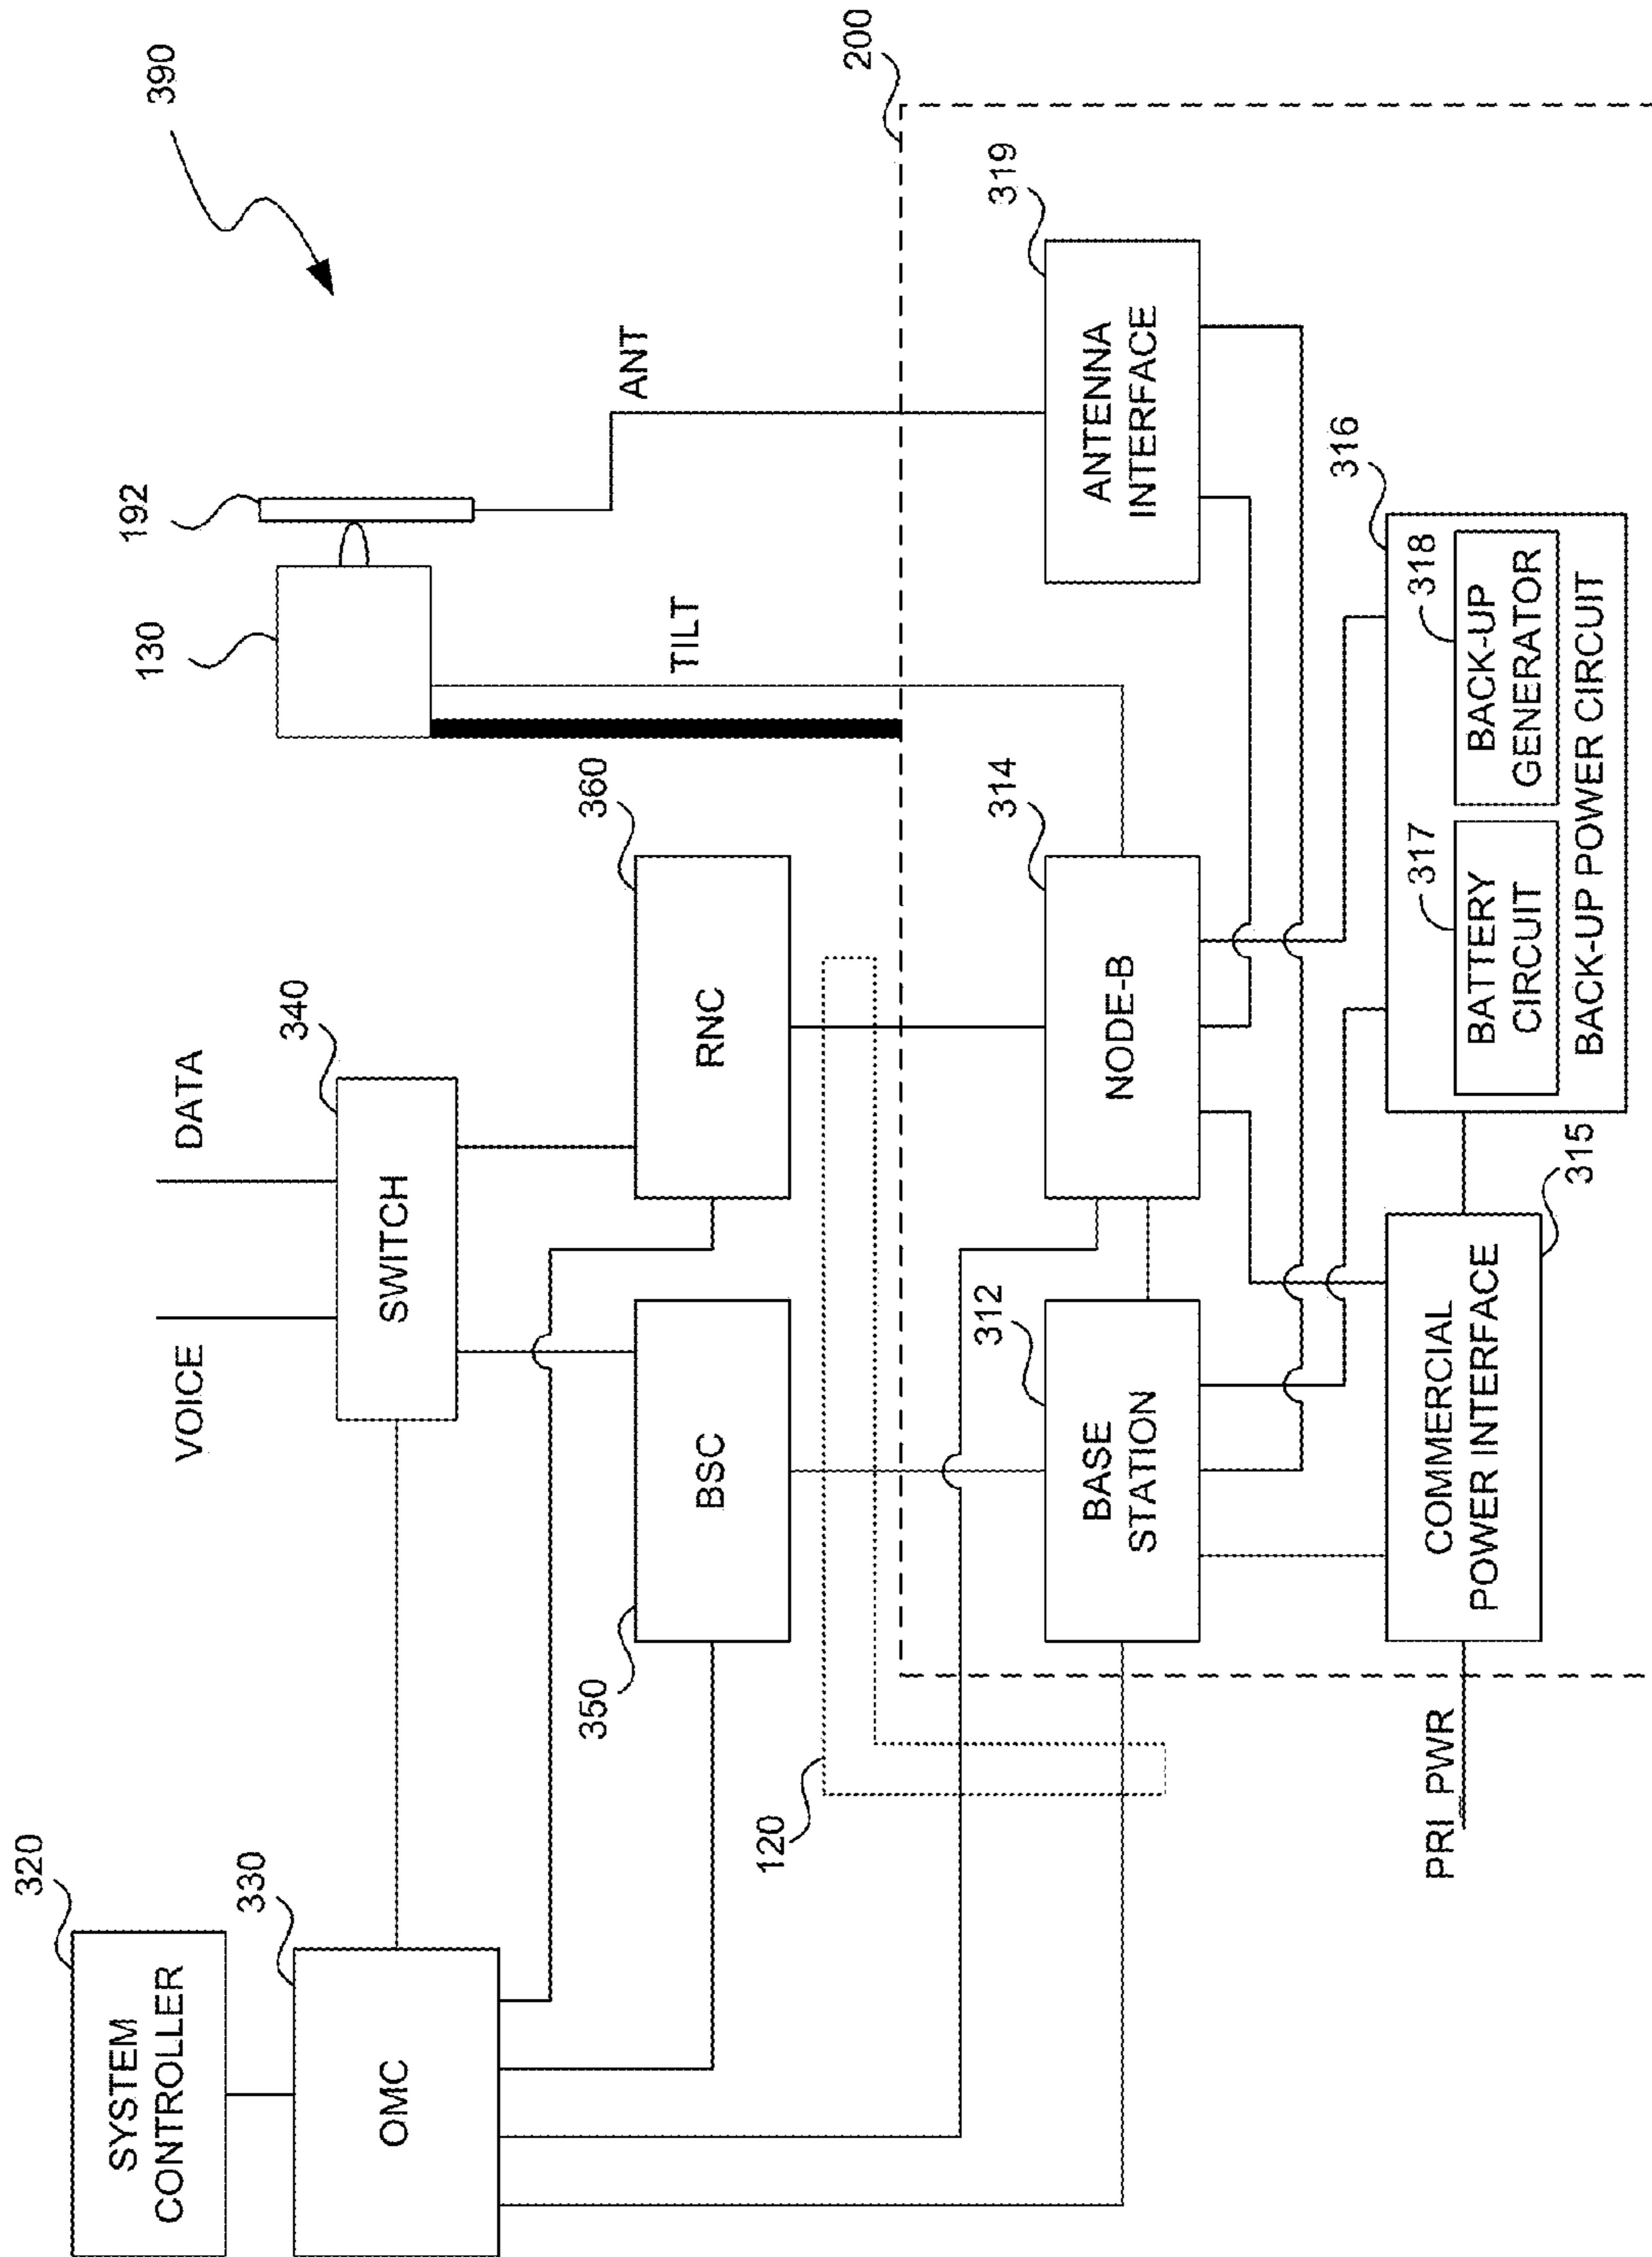 390
320
SYSTEM
CONTROLLER
330
OMC
VOICE
DATA
340
SWITCH
350
BSC
360
RNC
120
130
192
TILT
ANT
200
312
BASE
STATION
314
NODE-B
319
ANTENNA
INTERFACE
PRI_PWR
315
COMMERCIAL
POWER INTERFACE
316
317
BATTERY
CIRCUIT
318
BACK-UP
GENERATOR
BACK-UP POWER CIRCUIT